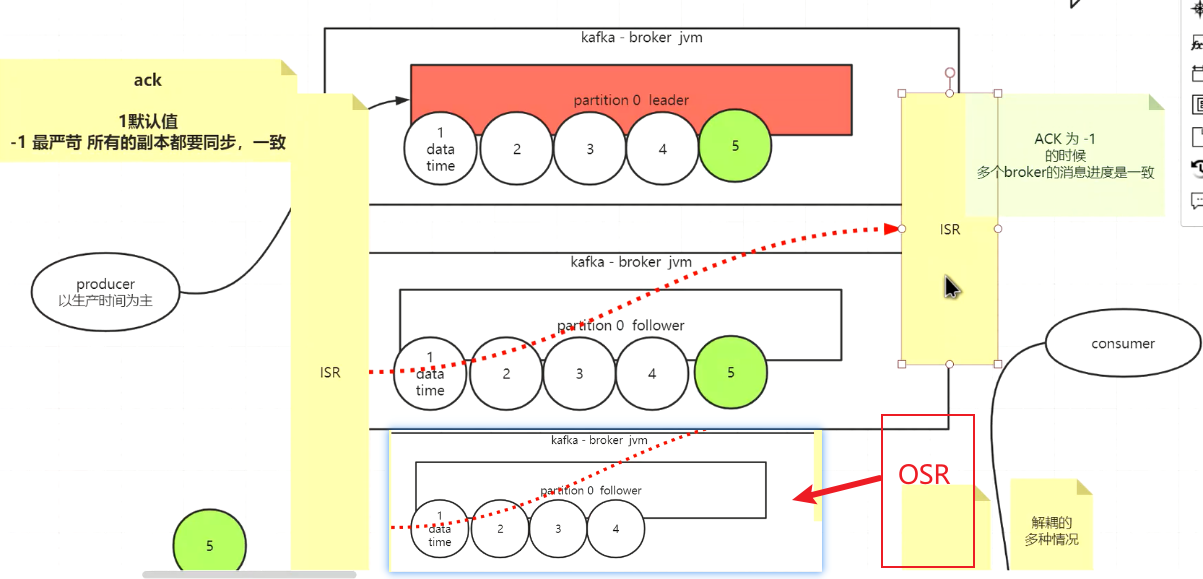 kafka - broker jvm
ack
1默认值
-1 最严苛 所有的副本都要同步，一致
partition 0 leader
1
data
time
2
3
4
5
ACK 为 -1
的时候
多个broker的消息进度是一致
ISR
kafka - broker jvm
producer
以生产时间为主
partition 0 follower
1
data
time
2
3
4
5
consumer
ISR
kafka - broker jvm
OSR
partition 0 follower
1
data
time
2
3
4
5
解耦的
多种情况